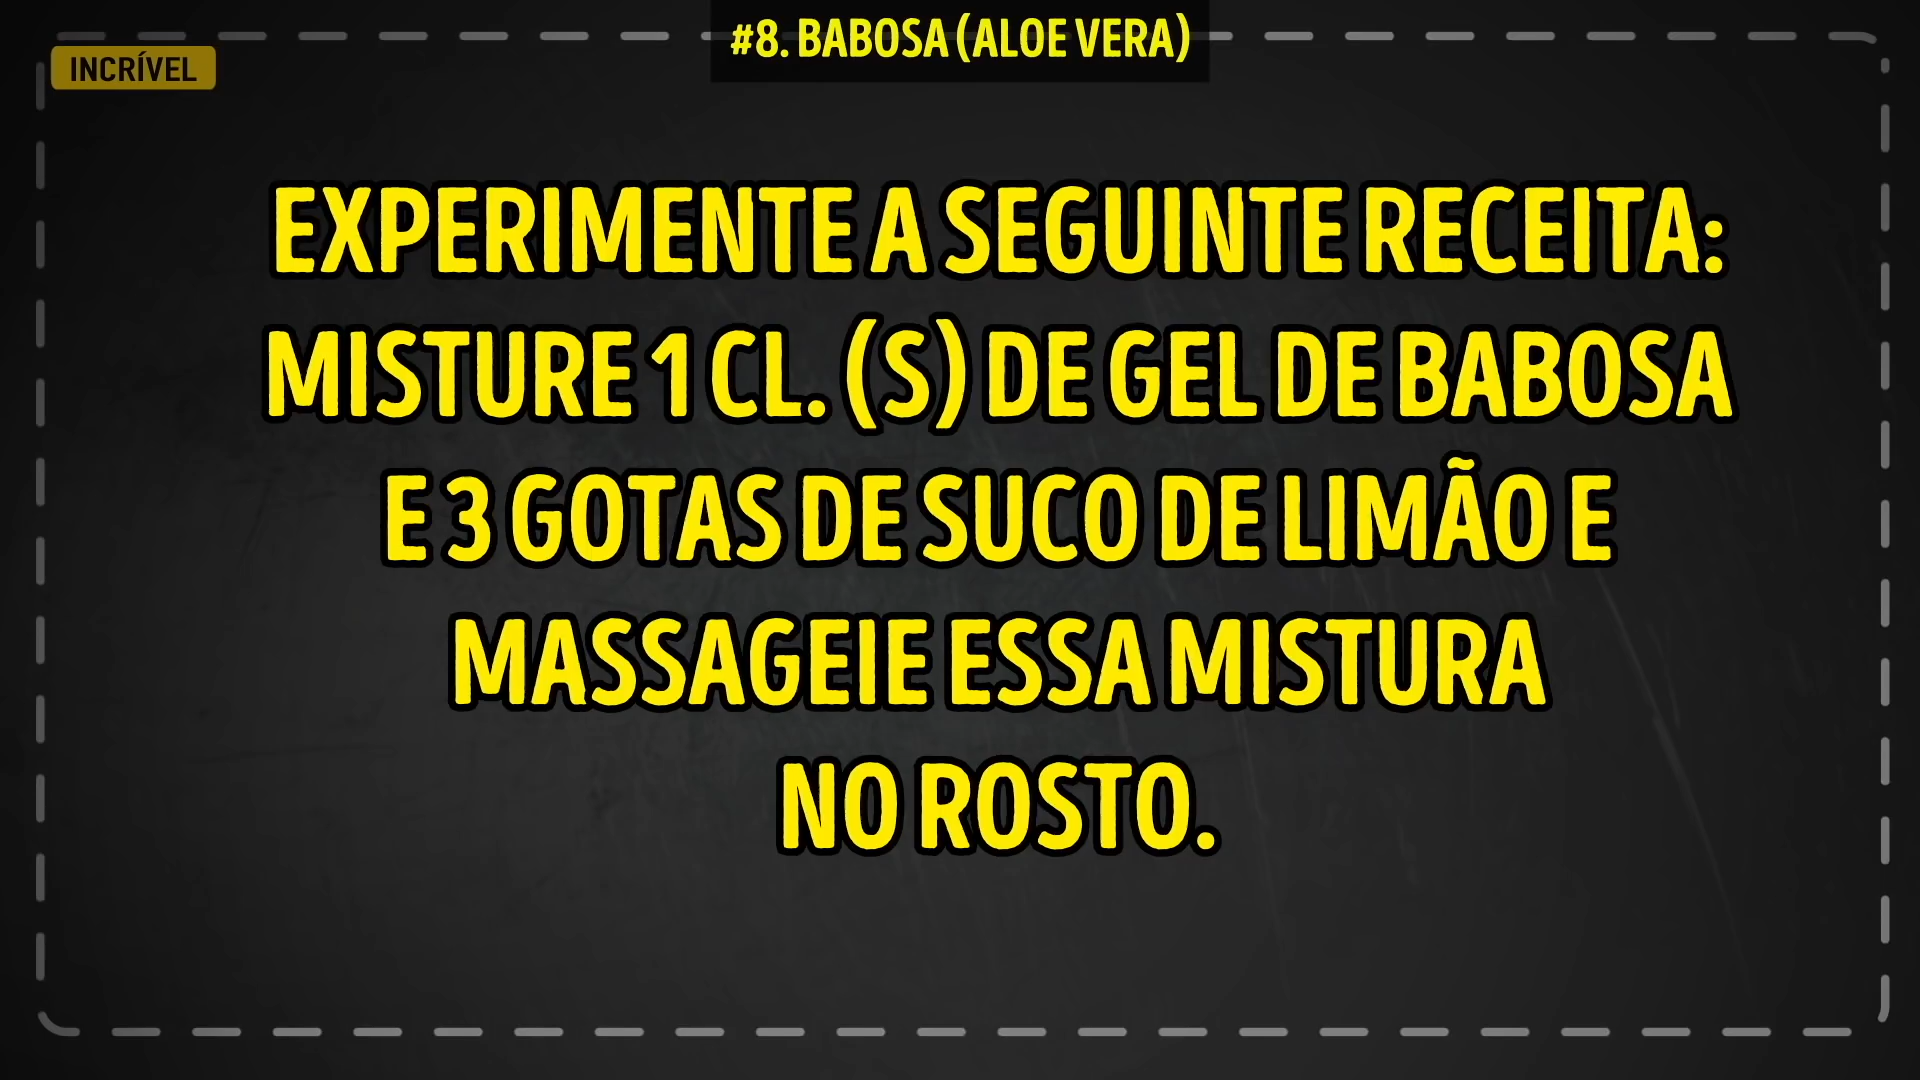 #8. BABOSA (ALOE VERA)
INCRÍVEL
EXPERIMENTE A SEGUINTE RECEITA:
MISTURE 1 CL. (S) DE GEL DE BABOSA
E 3 GOTAS DE SUCO DE LIMÃO E
MASSAGEIE ESSA MISTURA
NO ROSTO.